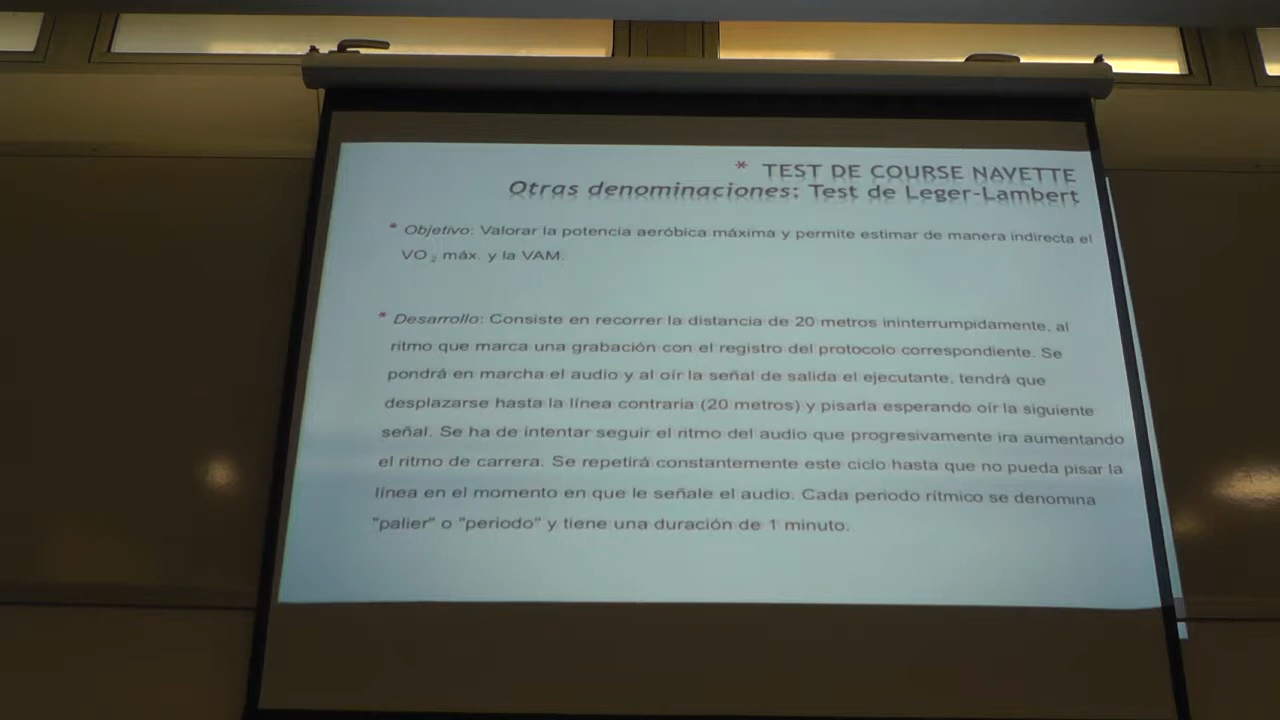 * TEST DE COURSE NAVETTE
Otras denominaciones: Test de Leger-Lambert
* Objetivo: Valorar la potencia aeróbica máxima y permite estimar de manera indirecta el
VO 2 máx. y la VAM.
* Desarrollo: Consiste en recorrer la distancia de 20 metros ininterrumpidamente, al
ritmo que marca una grabación con el registro del protocolo correspondiente. Se
pondrá en marcha el audio y al oír la señal de salida el ejecutante, tendrá que
desplazarse hasta la línea contraria (20 metros) y pisarla esperando oír la siguiente
señal. Se ha de intentar seguir el ritmo del audio que progresivamente ira aumentando
el ritmo de carrera. Se repetirá constantemente este ciclo hasta que no pueda pisar la
línea en el momento en que le señale el audio. Cada periodo rítmico se denomina
"palier" o "periodo" y tiene una duración de 1 minuto.